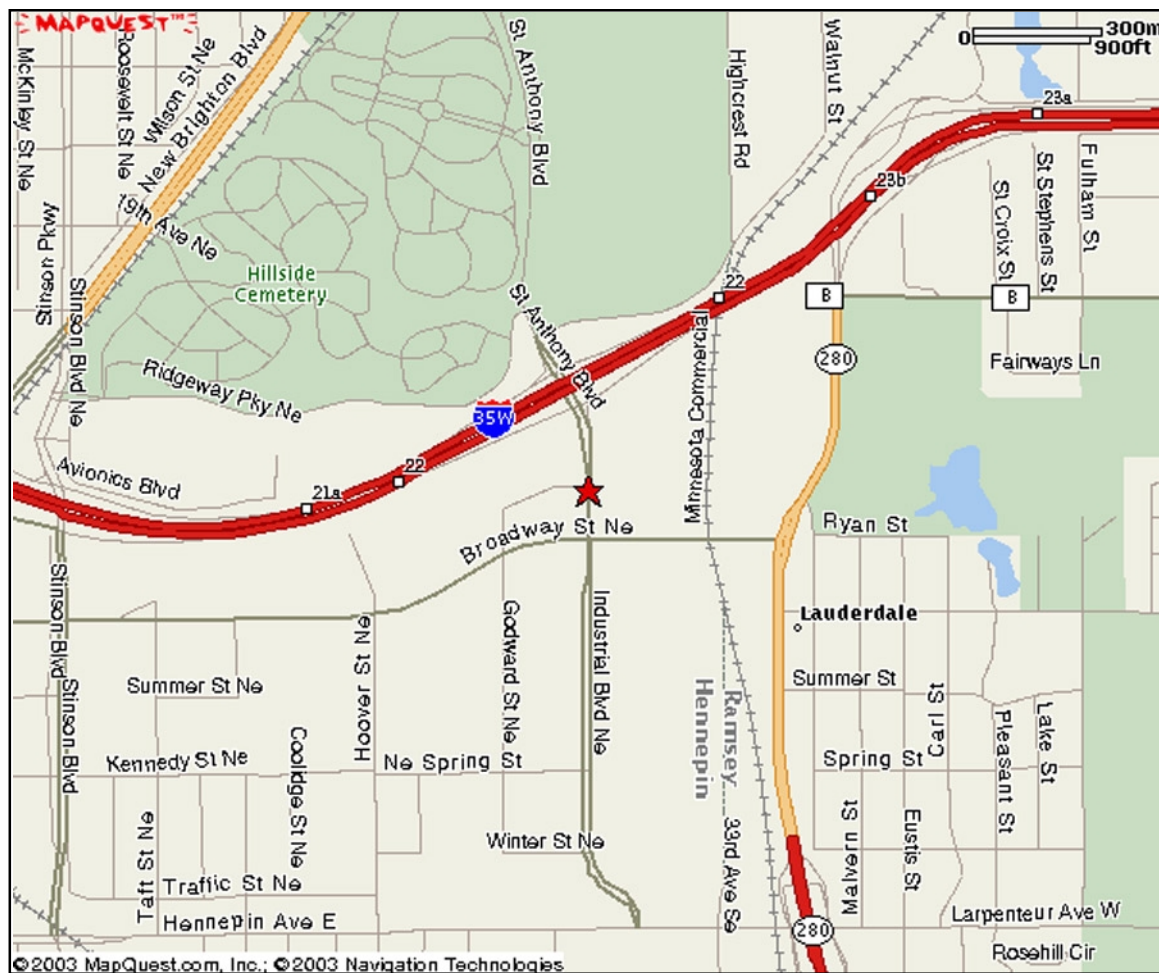 MAPQUEST™
0
300m
900ft
McKinley St Ne
Roosevelt St Ne
Wilson St Ne
New Brighton Blvd
St Anthony Blvd
Highcrest Rd
Walnut St
23a
23b
Fulham St
St Stephens St
St Croix St
19th Ave Ne
Stinson Pkwy
Stinson Blvd Ne
Hillside
Cemetery
St Anthony Blvd
22
B
B
280
Fairways Ln
Ridgeway Pky Ne
35W
Minnesota Commercial
Avionics Blvd
22
21a
Broadway St Ne
Ryan St
Stinson Blvd
Stinson Blvd
Hoover St Ne
Godward St Ne
Industrial Blvd Ne
Lauderdale
Summer St Ne
Summer St
Ramsey
Hennepin
Carl St
Lake St
Pleasant St
Kennedy St Ne
Coolidge St Ne
Ne Spring St
Spring St
Taft St Ne
Winter St Ne
33rd Ave Se
Malvern St
Eustis St
Traffic St Ne
Hennepin Ave E
Larpenteur Ave W
280
Rosehill Cir
©2003 MapQuest.com, Inc.; ©2003 Navigation Technologies